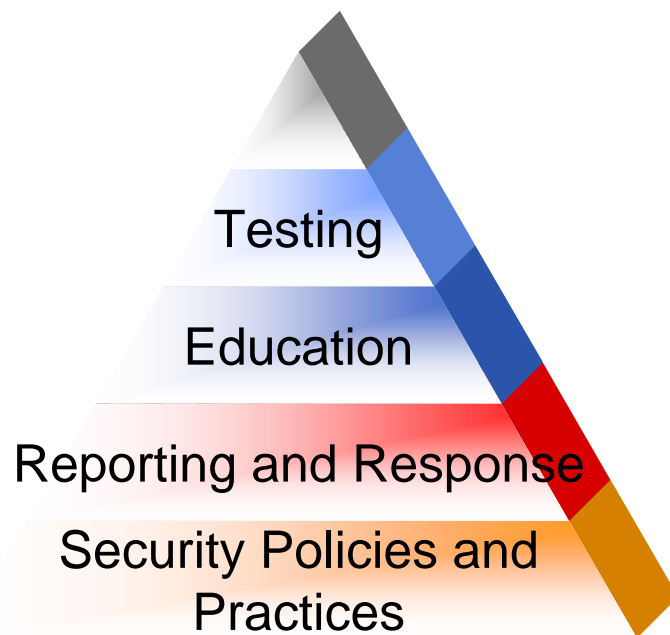 Testing
Education
Reporting and Response
Security Policies and
Practices